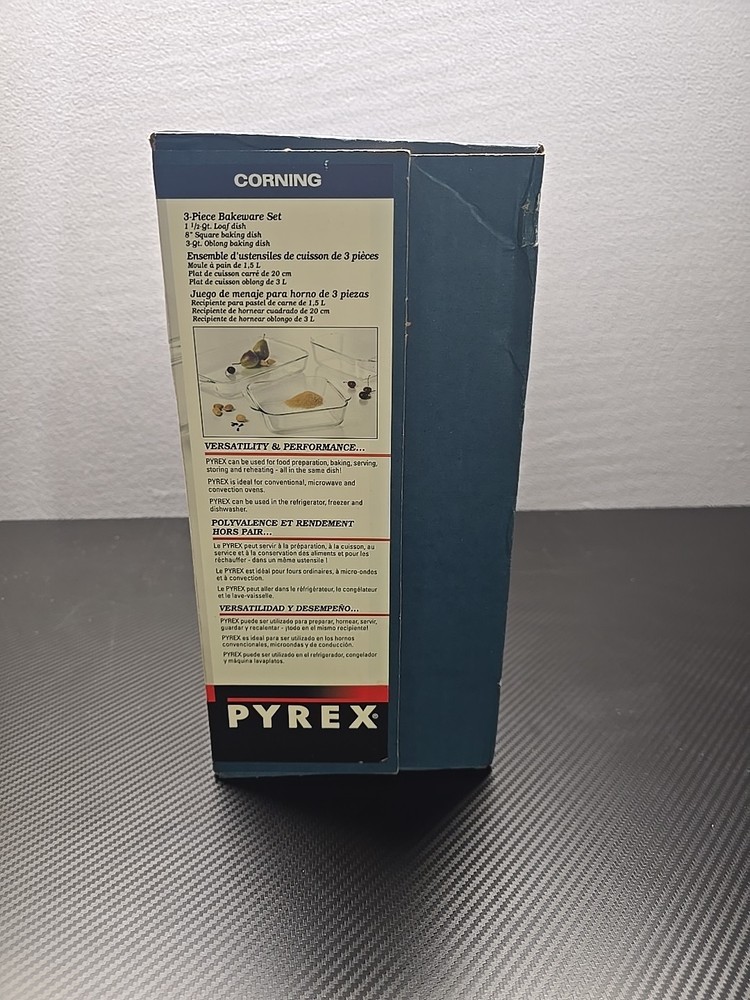 CORNING
3-Piece Bakeware Set
1 1/2-Qt. Loaf dish
8" Square baking dish
3-Qt. Oblong baking dish
Ensemble d'ustensiles de cuisson de 3 pièces
Moule à pain de 1,5 L
Plat de cuisson carré de 20 cm
Plat de cuisson oblong de 3 L
Juego de menaje para horno de 3 piezas
Recipiente para pastel de carne de 1,5 L
Recipiente de hornear cuadrado de 20 cm
Recipiente de hornear oblongo de 3 L
VERSATILITY & PERFORMANCE...
PYREX can be used for food preparation, baking, serving,
storing and reheating - all in the same dish!
PYREX is ideal for conventional, microwave and
convection ovens.
PYREX can be used in the refrigerator, freezer and
dishwasher.
POLYVALENCE ET RENDEMENT
HORS PAIR...
Le PYREX peut servir à la préparation, à la cuisson, au
service et à la conservation des aliments et pour les
réchauffer - dans un même ustensile !
Le PYREX est idéal pour fours ordinaires, à micro-ondes
et à convection.
Le PYREX peut aller dans le réfrigérateur, le congélateur
et le lave-vaisselle.
VERSATILIDAD Y DESEMPEÑO...
PYREX puede ser utilizado para preparar, hornear, servir,
guardar y recalentar - ¡todo en el mismo recipiente!
PYREX es ideal para ser utilizado en los hornos
convencionales, microondas y de conducción.
PYREX puede ser utilizado en el refrigerador, congelador
y máquina lavaplatos.
PYREX®